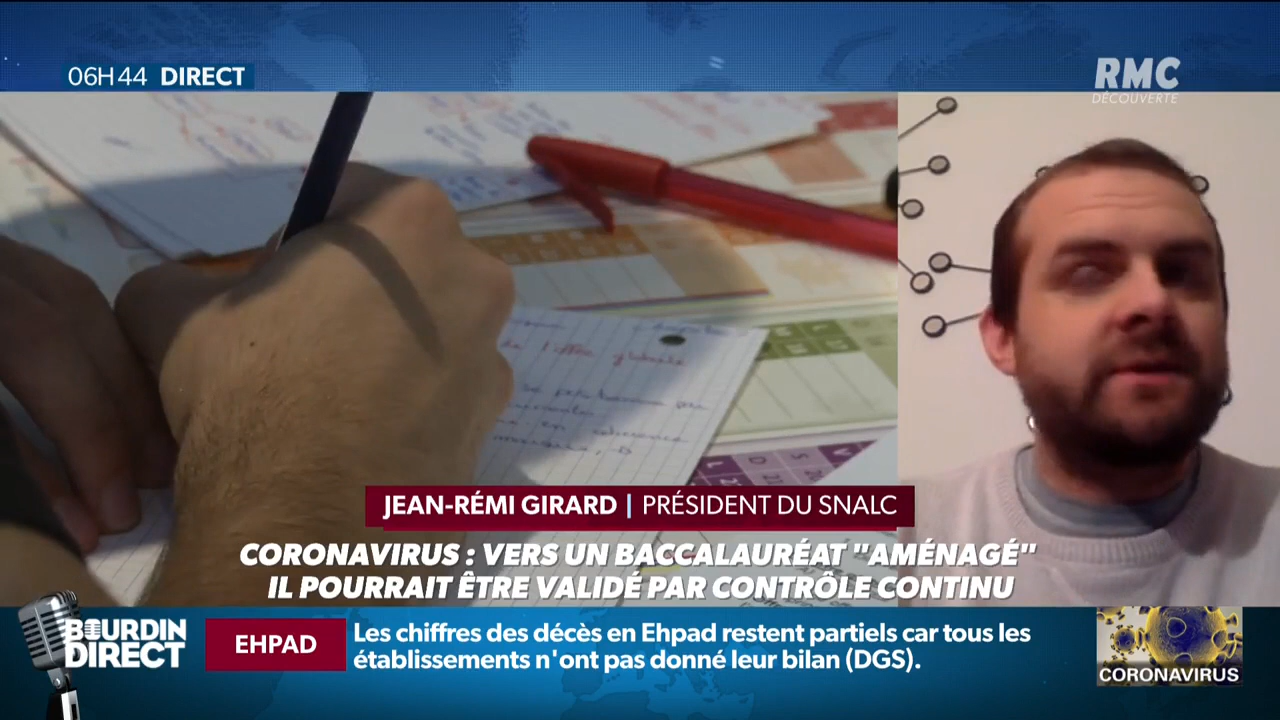 06H44 DIRECT
RMC
DÉCOUVERTE
JEAN-RÉMI GIRARD | PRÉSIDENT DU SNALC
CORONAVIRUS : VERS UN BACCALAURÉAT "AMÉNAGÉ"
IL POURRAIT ÊTRE VALIDÉ PAR CONTRÔLE CONTINU
BOURDIN
DIRECT
EHPAD
Les chiffres des décès en Ehpad restent partiels car tous les
établissements n'ont pas donné leur bilan (DGS).
CORONAVIRUS